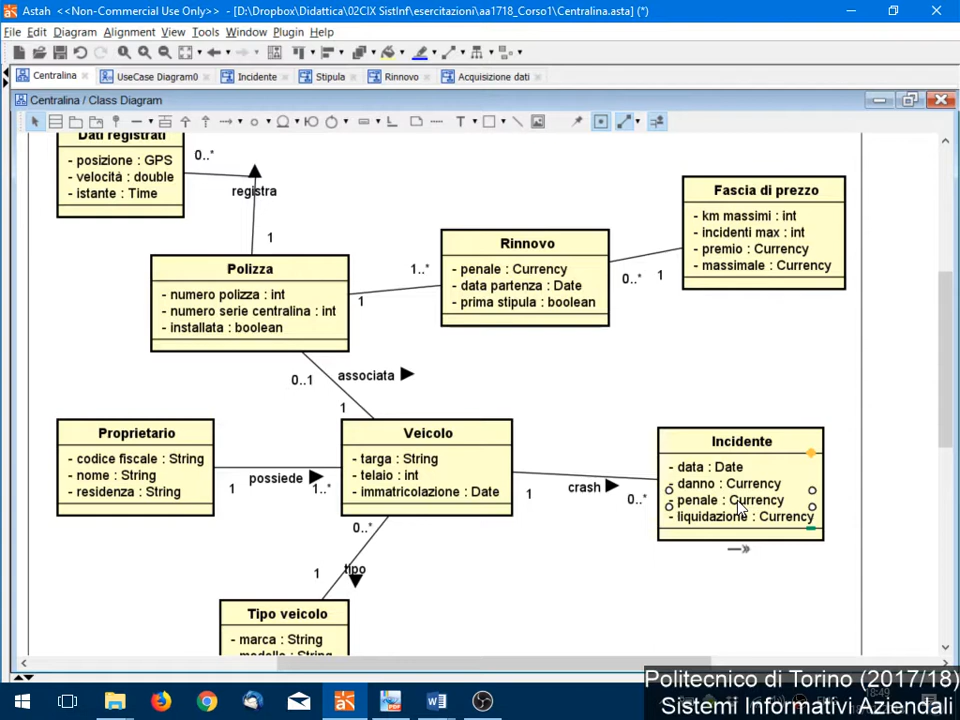 Astah <<Non-Commercial Use Only>> - [D:\Dropbox\Didattica\02CIX SistInf\esercitazioni\aa1718_Corso1\Centralina.asta] (*)
File Edit Diagram Alignment View Tools Window Plugin Help
Centralina UseCase Diagram0 Incidente Stipula Rinnovo Acquisizione dati
Centralina / Class Diagram
Dati registrati
- posizione : GPS
- velocità : double
- istante : Time
0..*
registra
1
Fascia di prezzo
- km massimi : int
- incidenti max : int
- premio : Currency
- massimale : Currency
Rinnovo
- penale : Currency
- data partenza : Date
- prima stipula : boolean
0..* 1
Polizza
- numero polizza : int
- numero serie centralina : int
- installata : boolean
1..*
1
0..1
associata
1
Proprietario
- codice fiscale : String
- nome : String
- residenza : String
possiede
1 1..*
Veicolo
- targa : String
- telaio : int
- immatricolazione : Date
1
crash
0..*
Incidente
- data : Date
- danno : Currency
- penale : Currency
- liquidazione : Currency
0..*
tipo
1
Tipo veicolo
- marca : String
- modello : String
Politecnico di Torino (2017/18)
Sistemi Informativi Aziendali
18:49